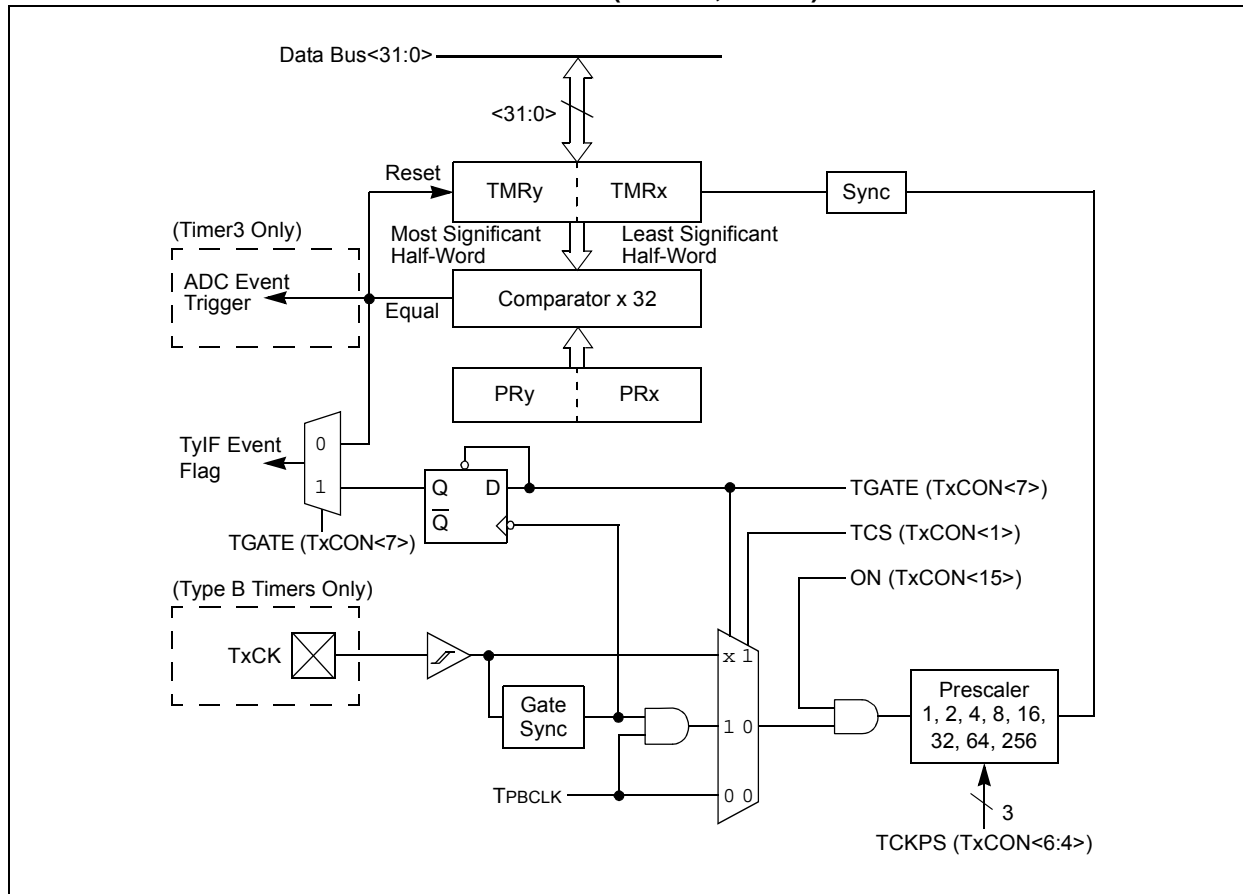 Data Bus<31:0>
<31:0>
Reset
TMRy
TMRx
Sync
(Timer3 Only)
Most Significant
Half-Word
Least Significant
Half-Word
ADC Event
Trigger
Equal
Comparator x 32
PRy
PRx
TyIF Event
Flag
0
1
Q
D
Q
TGATE (TxCON<7>)
TGATE (TxCON<7>)
TCS (TxCON<1>)
ON (TxCON<15>)
(Type B Timers Only)
TxCK
x 1
Gate
Sync
1 0
Prescaler
1, 2, 4, 8, 16,
32, 64, 256
TPBCLK
0 0
3
TCKPS (TxCON<6:4>)